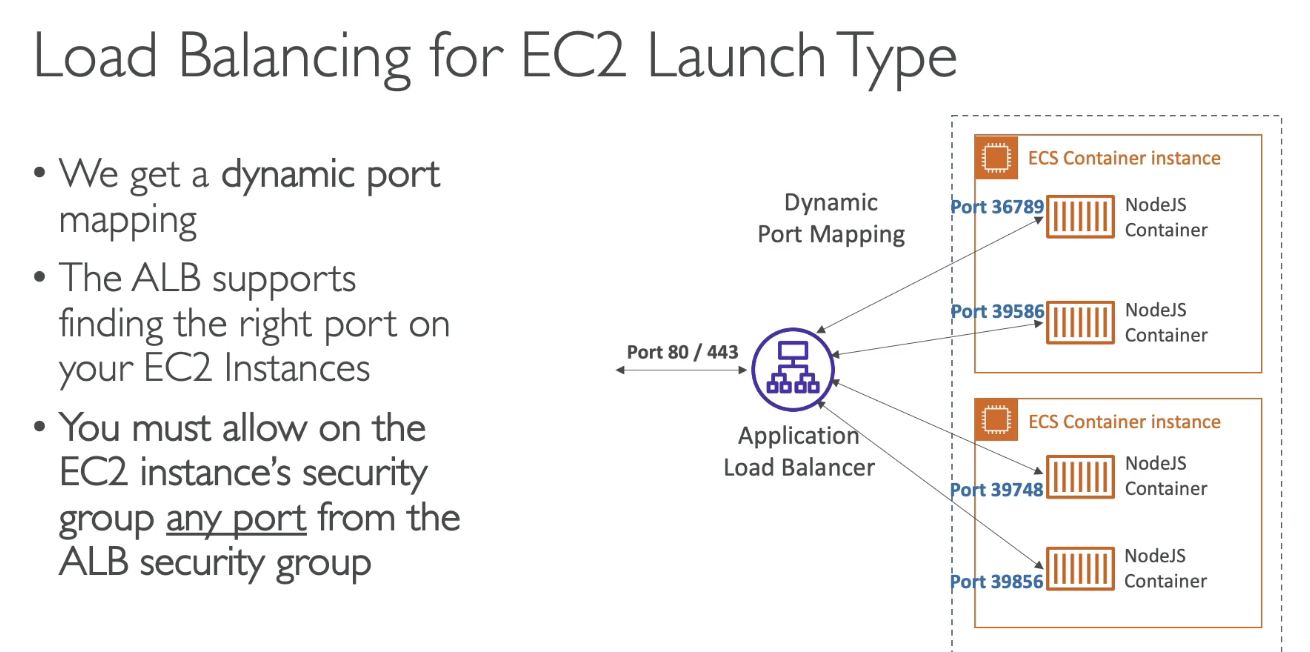 Load Balancing for EC2 Launch Type
• We get a dynamic port
mapping
• The ALB supports
finding the right port on
your EC2 Instances
• You must allow on the
EC2 instance’s security
group any port from the
ALB security group
Dynamic
Port Mapping
Port 80 / 443
Application
Load Balancer
ECS Container instance
Port 36789
NodeJS
Container
Port 39586
NodeJS
Container
ECS Container instance
Port 39748
NodeJS
Container
Port 39856
NodeJS
Container